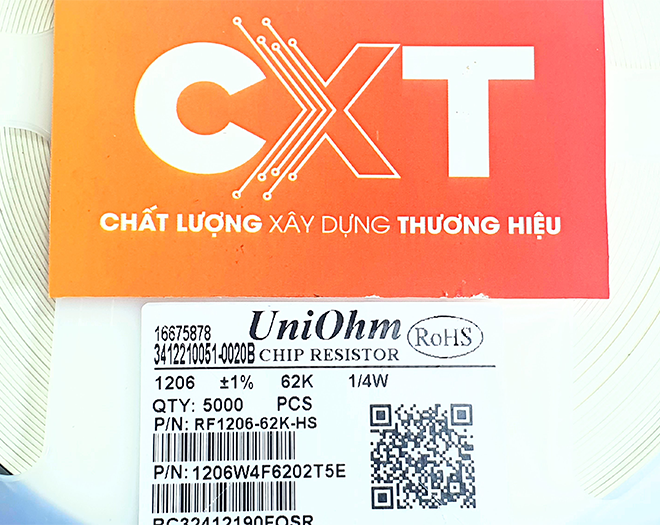 CXT
CHẤT LƯỢNG XÂY DỰNG THƯƠNG HIỆU
16675878 UniOhm RoHS
3412210051-0020B CHIP RESISTOR
1206 ±1% 62K 1/4W
QTY: 5000 PCS
P/N: RF1206-62K-HS
P/N: 1206W4F6202T5E